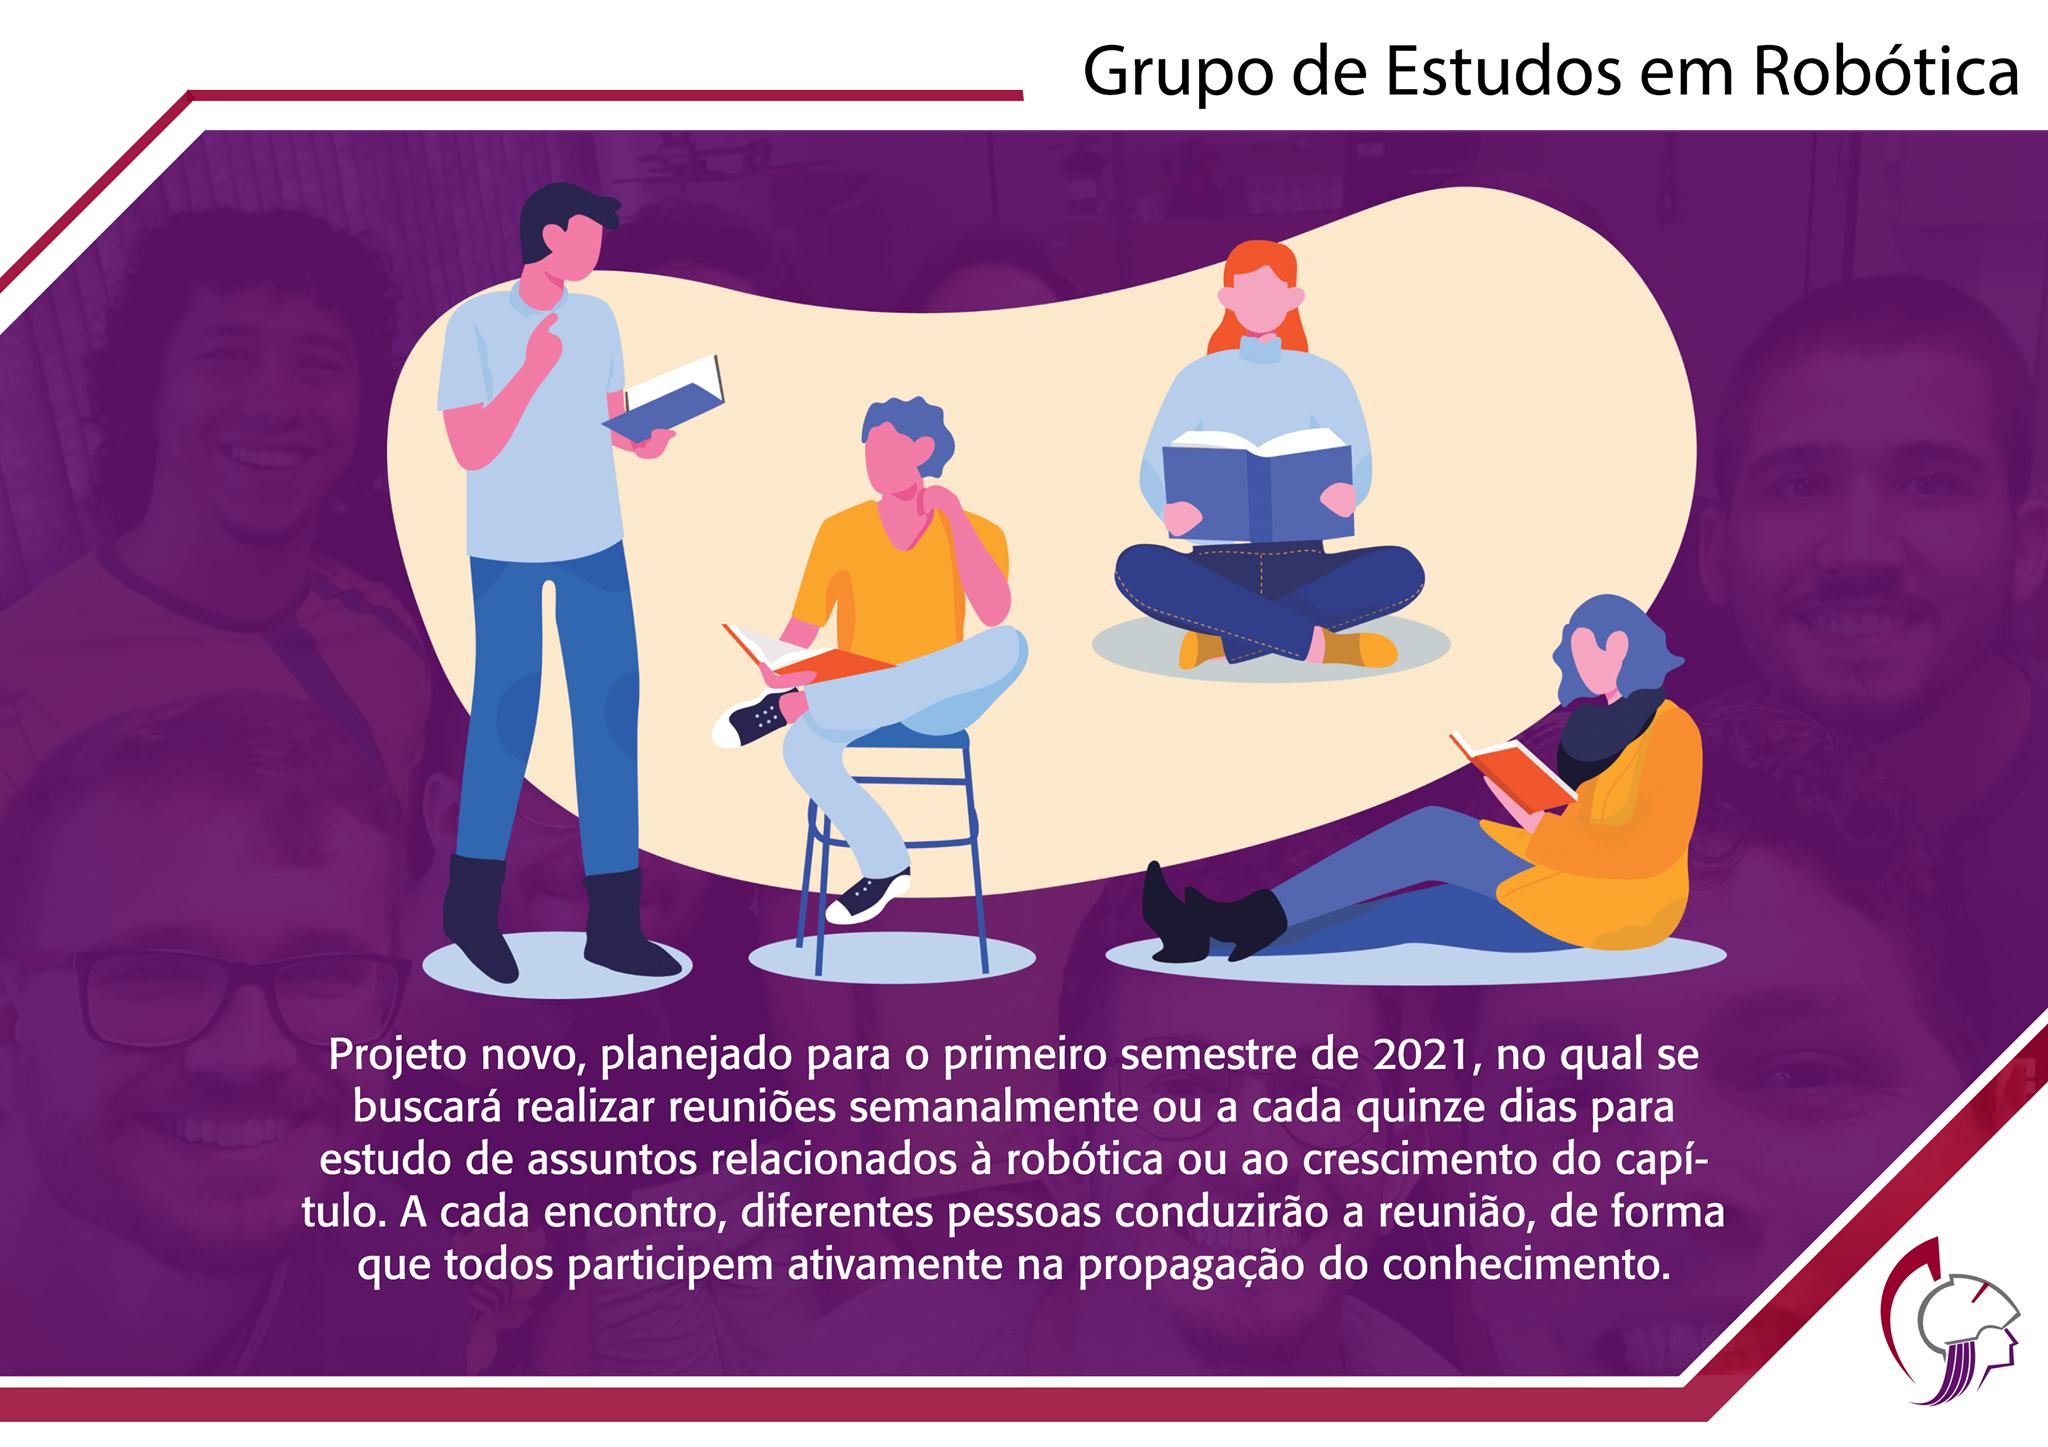 Grupo de Estudos em Robótica
Projeto novo, planejado para o primeiro semestre de 2021, no qual se
buscará realizar reuniões semanalmente ou a cada quinze dias para
estudo de assuntos relacionados à robótica ou ao crescimento do capí-
tulo. A cada encontro, diferentes pessoas conduzirão a reunião, de forma
que todos participem ativamente na propagação do conhecimento.